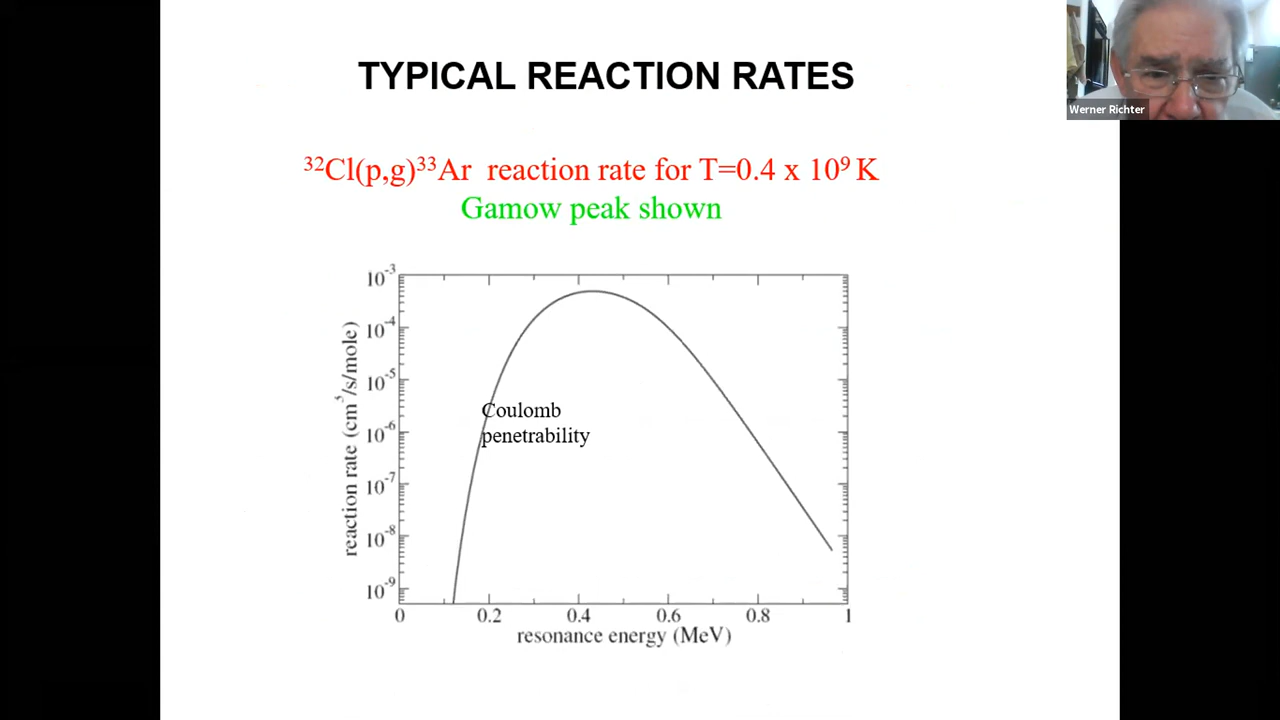 TYPICAL REACTION RATES
Werner Richter
³²Cl(p,g)³³Ar reaction rate for T=0.4 x 10⁹ K
Gamow peak shown
10⁻³
10⁻⁴
10⁻⁵
10⁻⁶
10⁻⁷
10⁻⁸
10⁻⁹
reaction rate (cm³/s/mole)
Coulomb
penetrability
0 0.2 0.4 0.6 0.8 1
resonance energy (MeV)